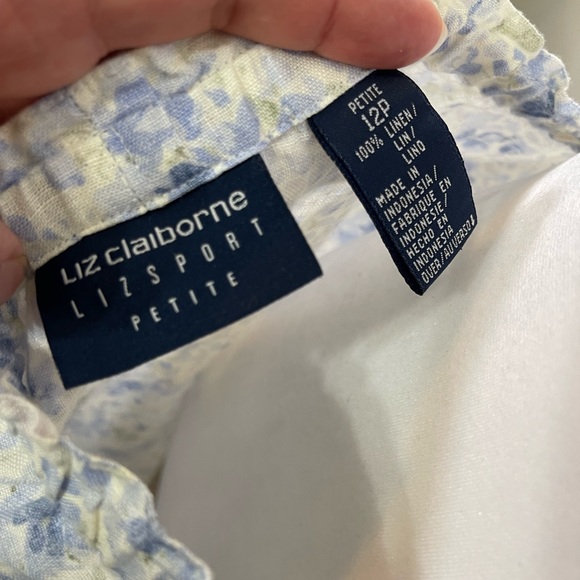 Liz claiborne
LIZSPORT
PETITE
PETITE
12P
100% LINEN/
LIN/
LINO
MADE IN
INDONESIA/
FABRIQUE EN
INDONESIE/
HECHO EN
INDONESIA
OVER/AU VERSO